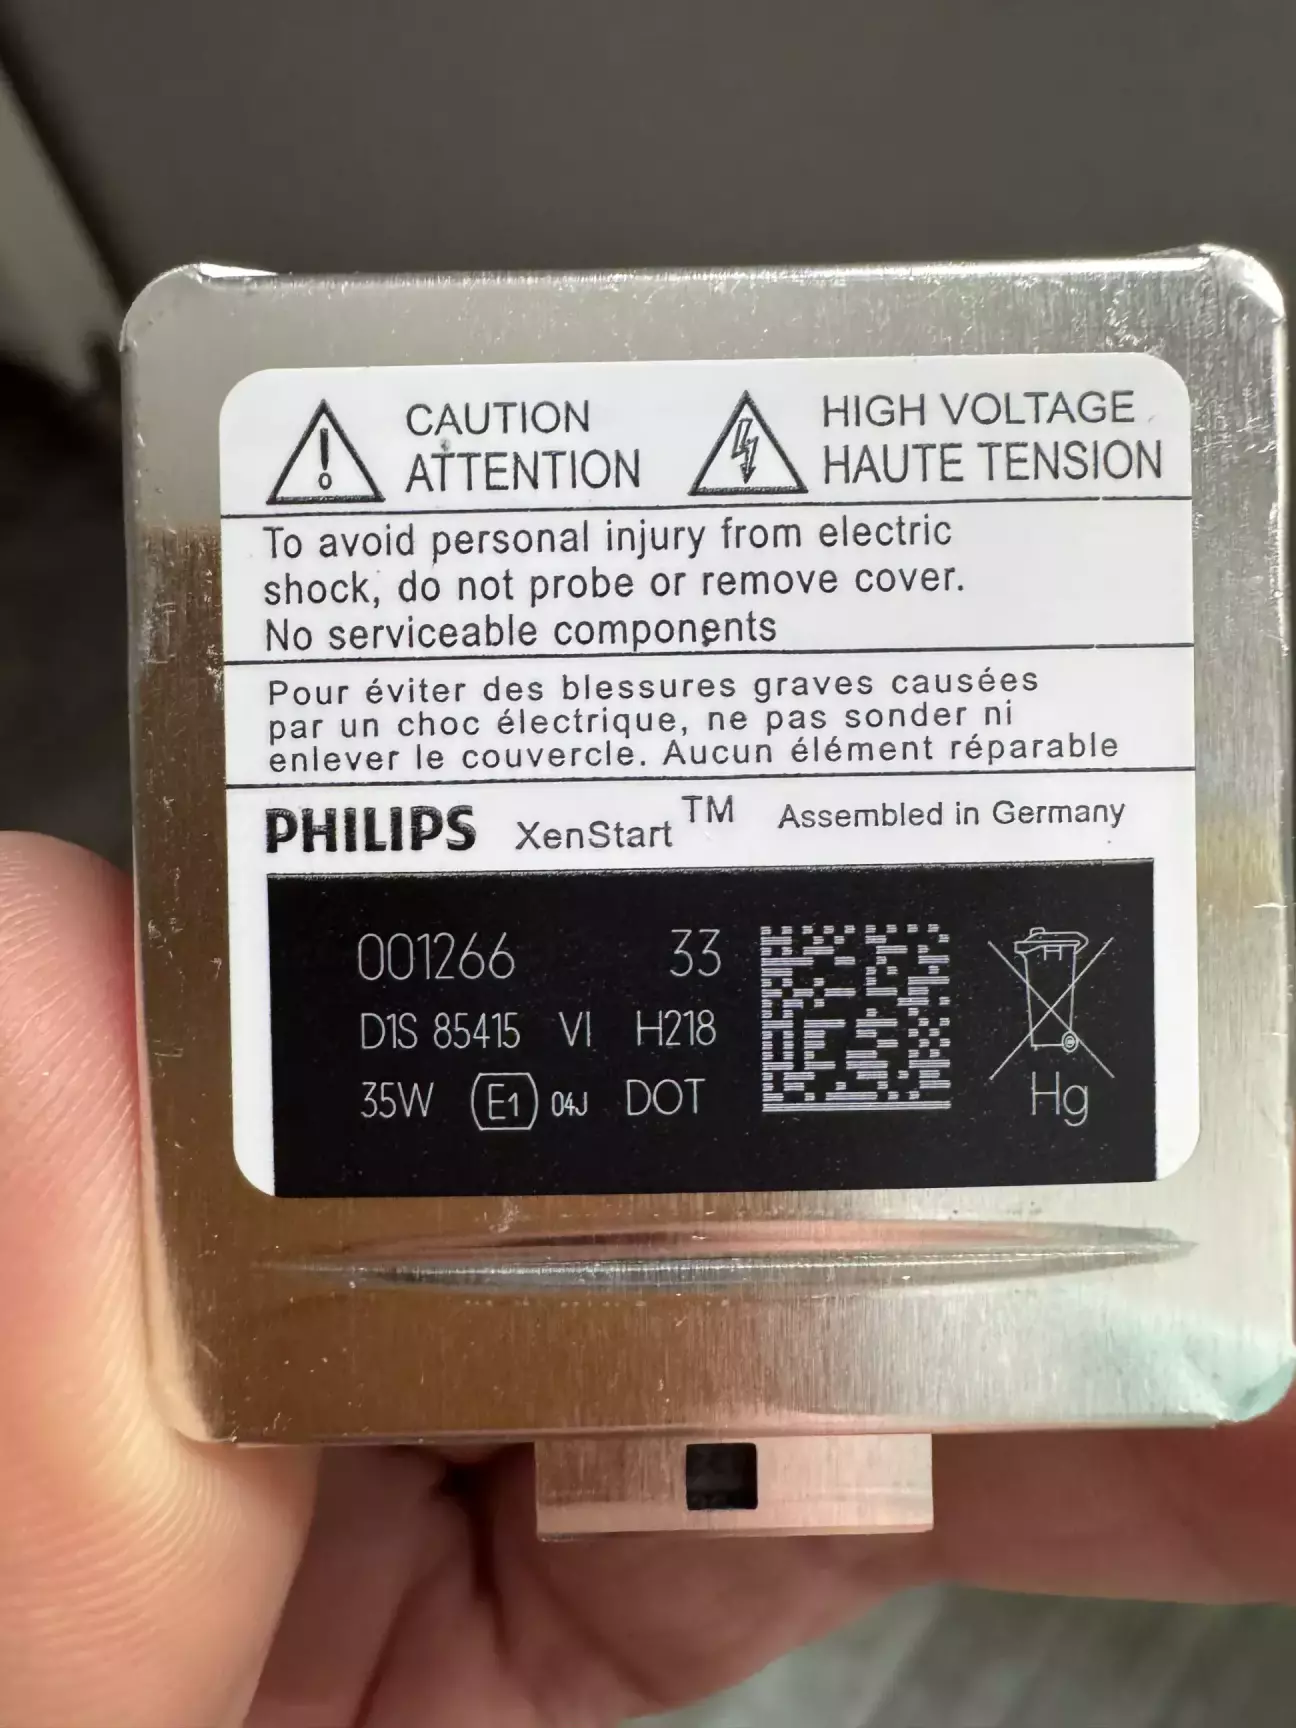 CAUTION
ATTENTION
HIGH VOLTAGE
HAUTE TENSION
To avoid personal injury from electric
shock, do not probe or remove cover.
No serviceable components
Pour éviter des blessures graves causées
par un choc électrique, ne pas sonder ni
enlever le couvercle. Aucun élément réparable
PHILIPS XenStart™ Assembled in Germany
001266 33
D1S 85415 VI H218
35W E1 04J DOT
Hg